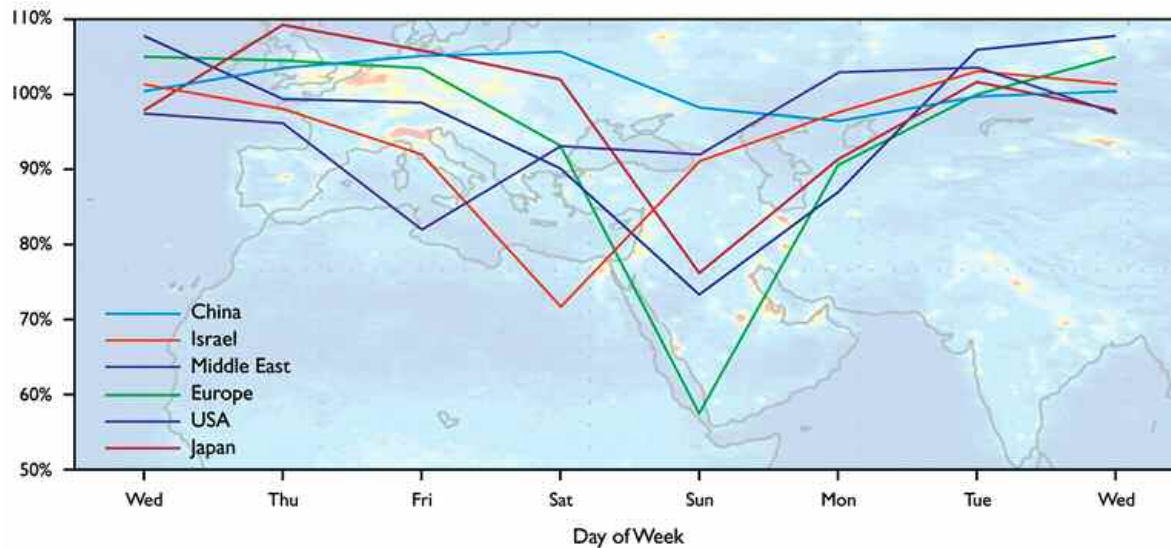 110%
100%
90%
80%
70%
60%
50%
China
Israel
Middle East
Europe
USA
Japan
Wed Thu Fri Sat Sun Mon Tue Wed
Day of Week